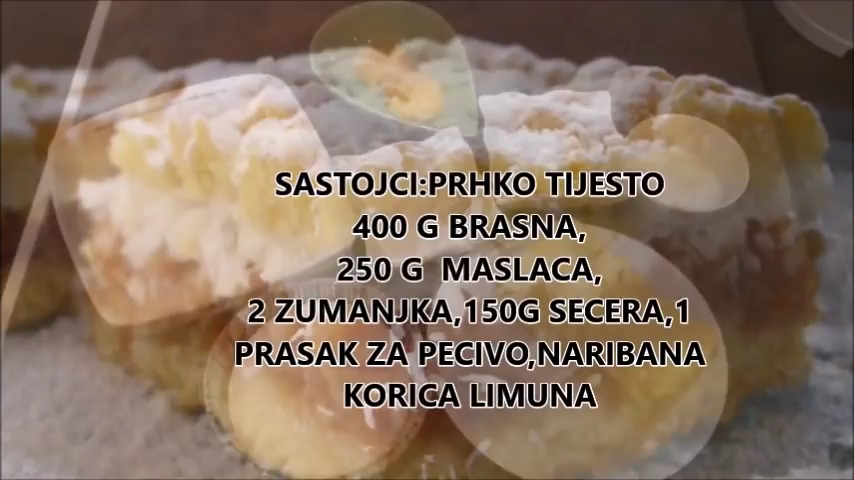 SASTOJCI:PRHKO TIJESTO
400 G BRASNA,
250 G  MASLACA,
2 ZUMANJKA,150G SECERA,1
PRASAK ZA PECIVO,NARIBANA
KORICA LIMUNA